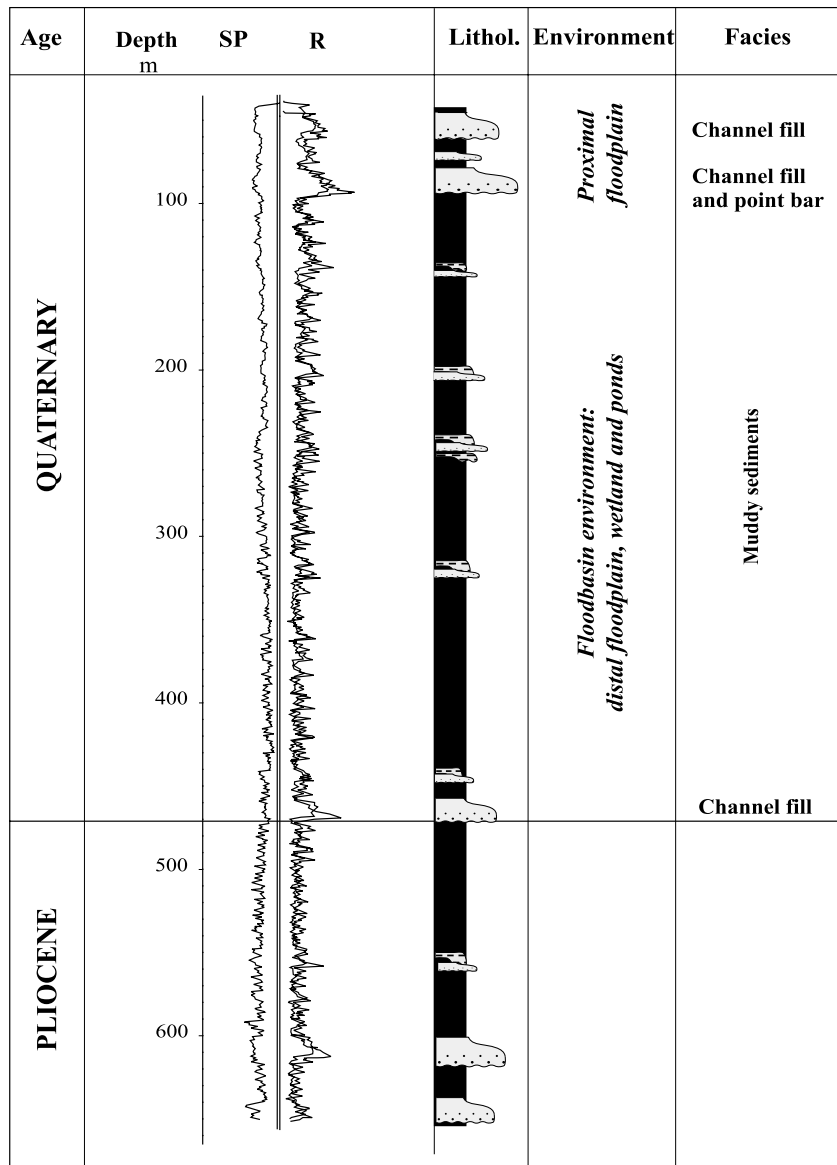 Age Depth SP R Lithol. Environment Facies
m
Proximal
floodplain
Channel fill
Channel fill
and point bar
100
QUATERNARY
200
Floodbasin environment:
distal floodplain, wetland and ponds
Muddy sediments
300
400
Channel fill
PLIOCENE
500
600